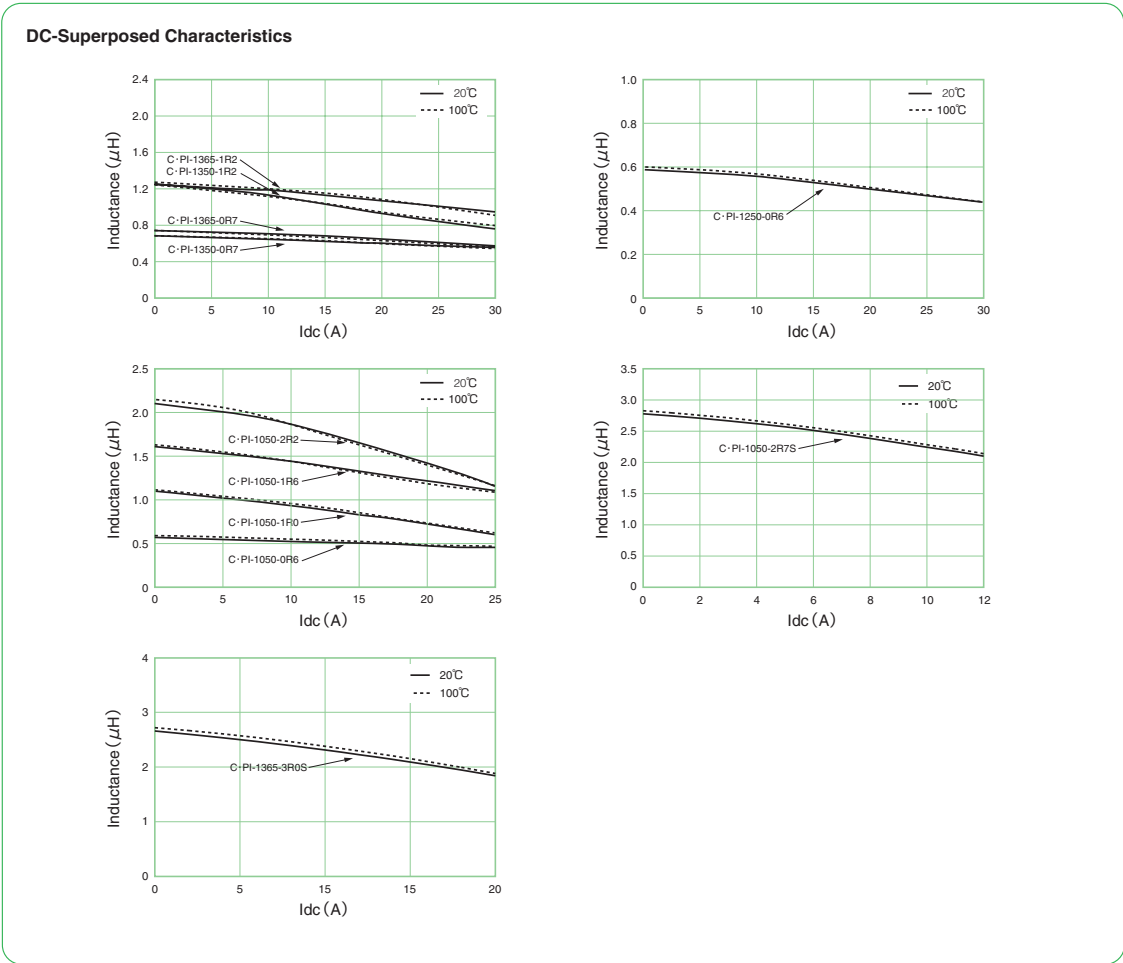 DC-Superposed Characteristics
2.4
2.0
1.6
1.2
0.8
0.4
0
Inductance (μH)
20℃
100℃
C·PI-1365-1R2
C·PI-1350-1R2
C·PI-1365-0R7
C·PI-1350-0R7
0 5 10 15 20 25 30
Idc (A)
1.0
0.8
0.6
0.4
0.2
0
Inductance (μH)
20℃
100℃
C·PI-1250-0R6
0 5 10 15 20 25 30
Idc (A)
2.5
2.0
1.5
1.0
0.5
0
Inductance (μH)
20℃
100℃
C·PI-1050-2R2
C·PI-1050-1R6
C·PI-1050-1R0
C·PI-1050-0R6
0 5 10 15 20 25
Idc (A)
3.5
3.0
2.5
2.0
1.5
1.0
0.5
0
Inductance (μH)
20℃
100℃
C·PI-1050-2R7S
0 2 4 6 8 10 12
Idc (A)
4
3
2
1
0
Inductance (μH)
20℃
100℃
C·PI-1365-3R0S
0 5 15 15 20
Idc (A)